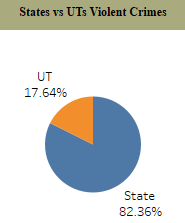 States vs UTs Violent Crimes
UT
17.64%
State
82.36%